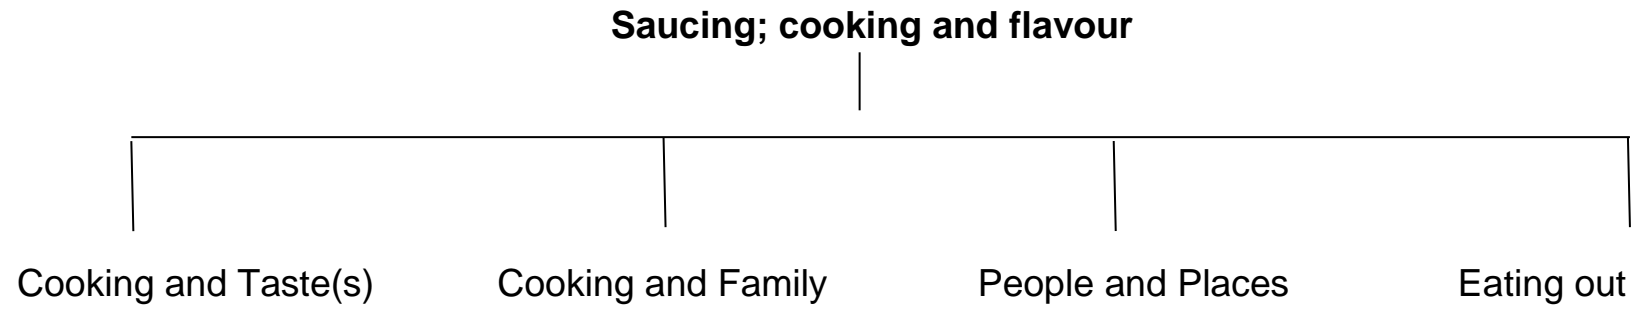 Saucing; cooking and flavour
Cooking and Taste(s)
Cooking and Family
People and Places
Eating out